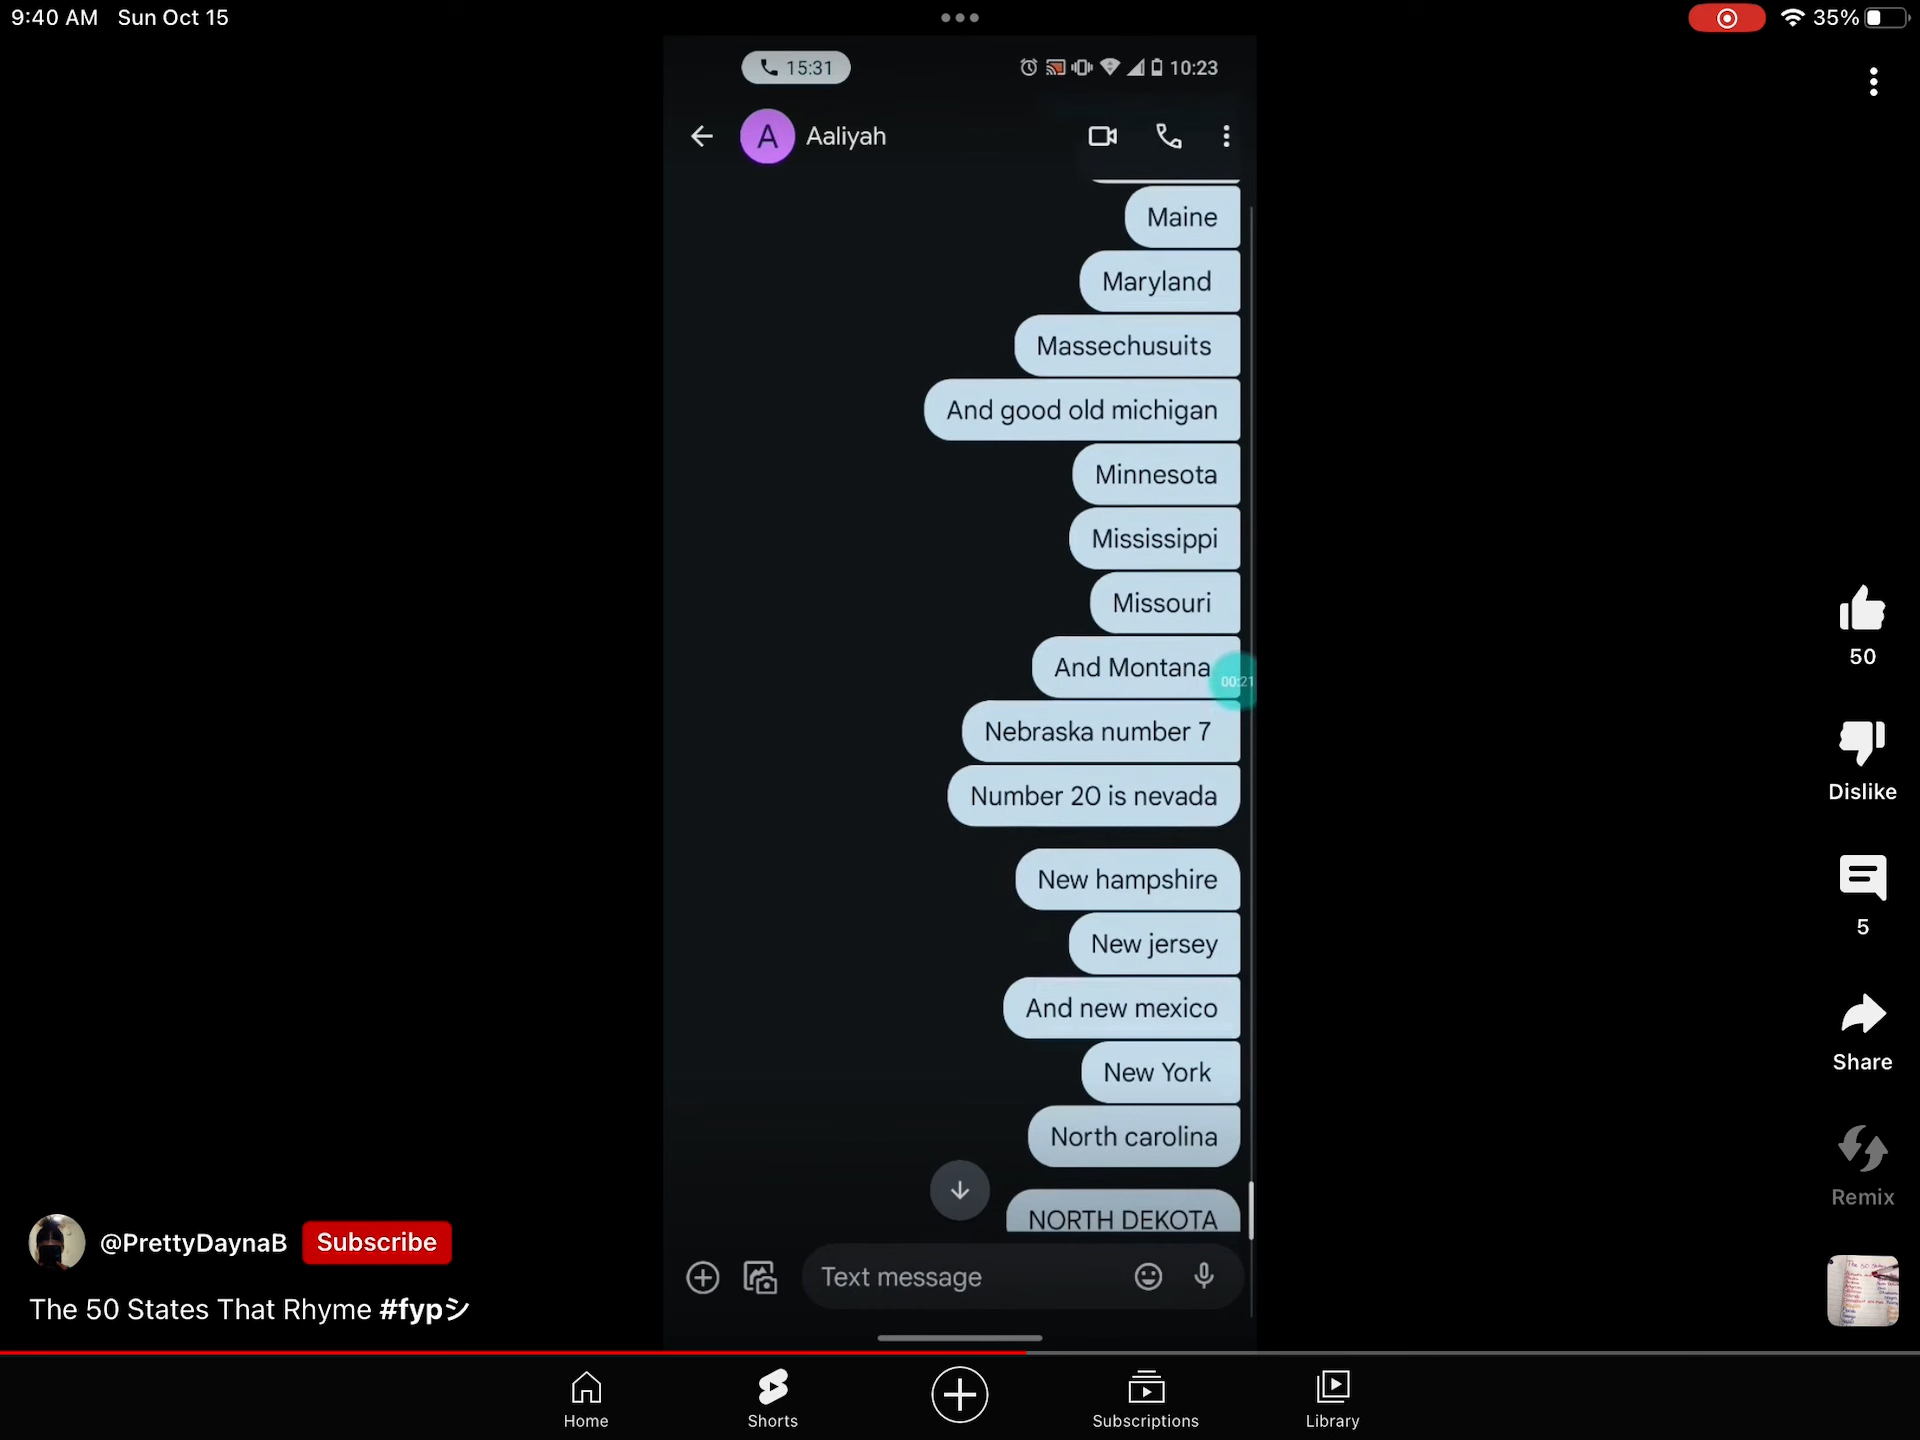 9:40 AM Sun Oct 15
35%
15:31
10:23
A
Aaliyah
Maine
Maryland
Massechusuits
And good old michigan
Minnesota
Mississippi
Missouri
And Montana
00:21
Nebraska number 7
Number 20 is nevada
New hampshire
New jersey
And new mexico
New York
North carolina
NORTH DEKOTA
Text message
50
Dislike
5
Share
Remix
@PrettyDaynaB
Subscribe
The 50 States That Rhyme #fypシ
Home
Shorts
Subscriptions
Library